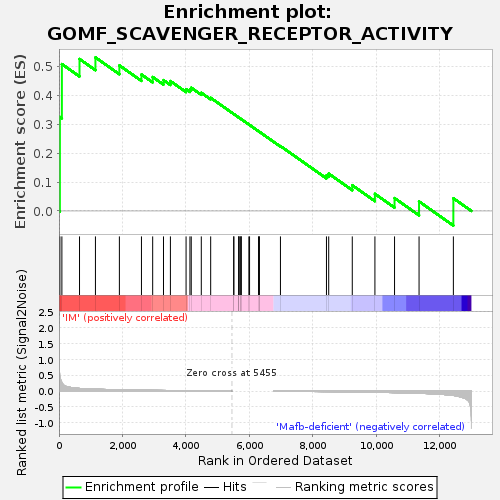 Enrichment plot:
GOMF_SCAVENGER_RECEPTOR_ACTIVITY
Enrichment score (ES)
0.5
0.4
0.3
0.2
0.1
0.0
'IM' (positively correlated)
Ranked list metric (Signal2Noise)
2.5
2.0
1.5
1.0
0.5
0.0
-0.5
-1.0
Zero cross at 5455
'Mafb-deficient' (negatively correlated)
0 2,000 4,000 6,000 8,000 10,000 12,000
Rank in Ordered Dataset
Enrichment profile Hits Ranking metric scores